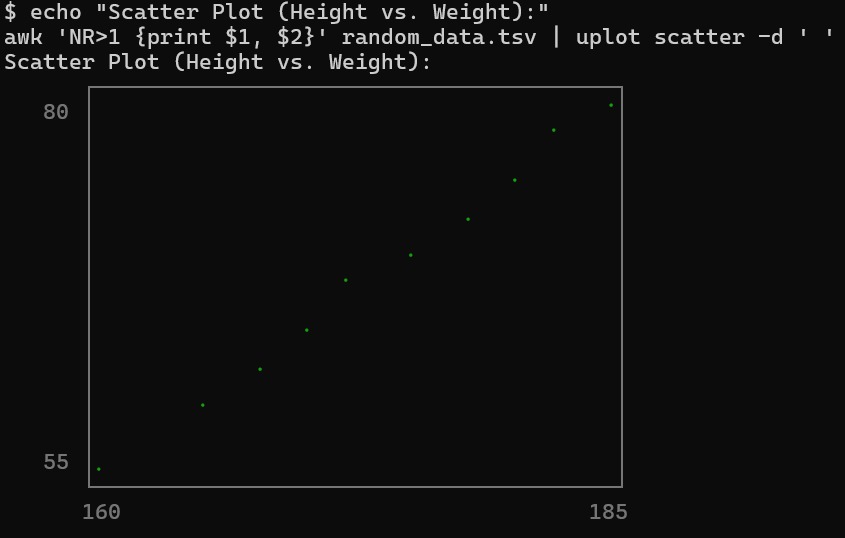 $ echo "Scatter Plot (Height vs. Weight):"
awk 'NR>1 {print $1, $2}' random_data.tsv | uplot scatter -d ' '
Scatter Plot (Height vs. Weight):
80
55
160 185